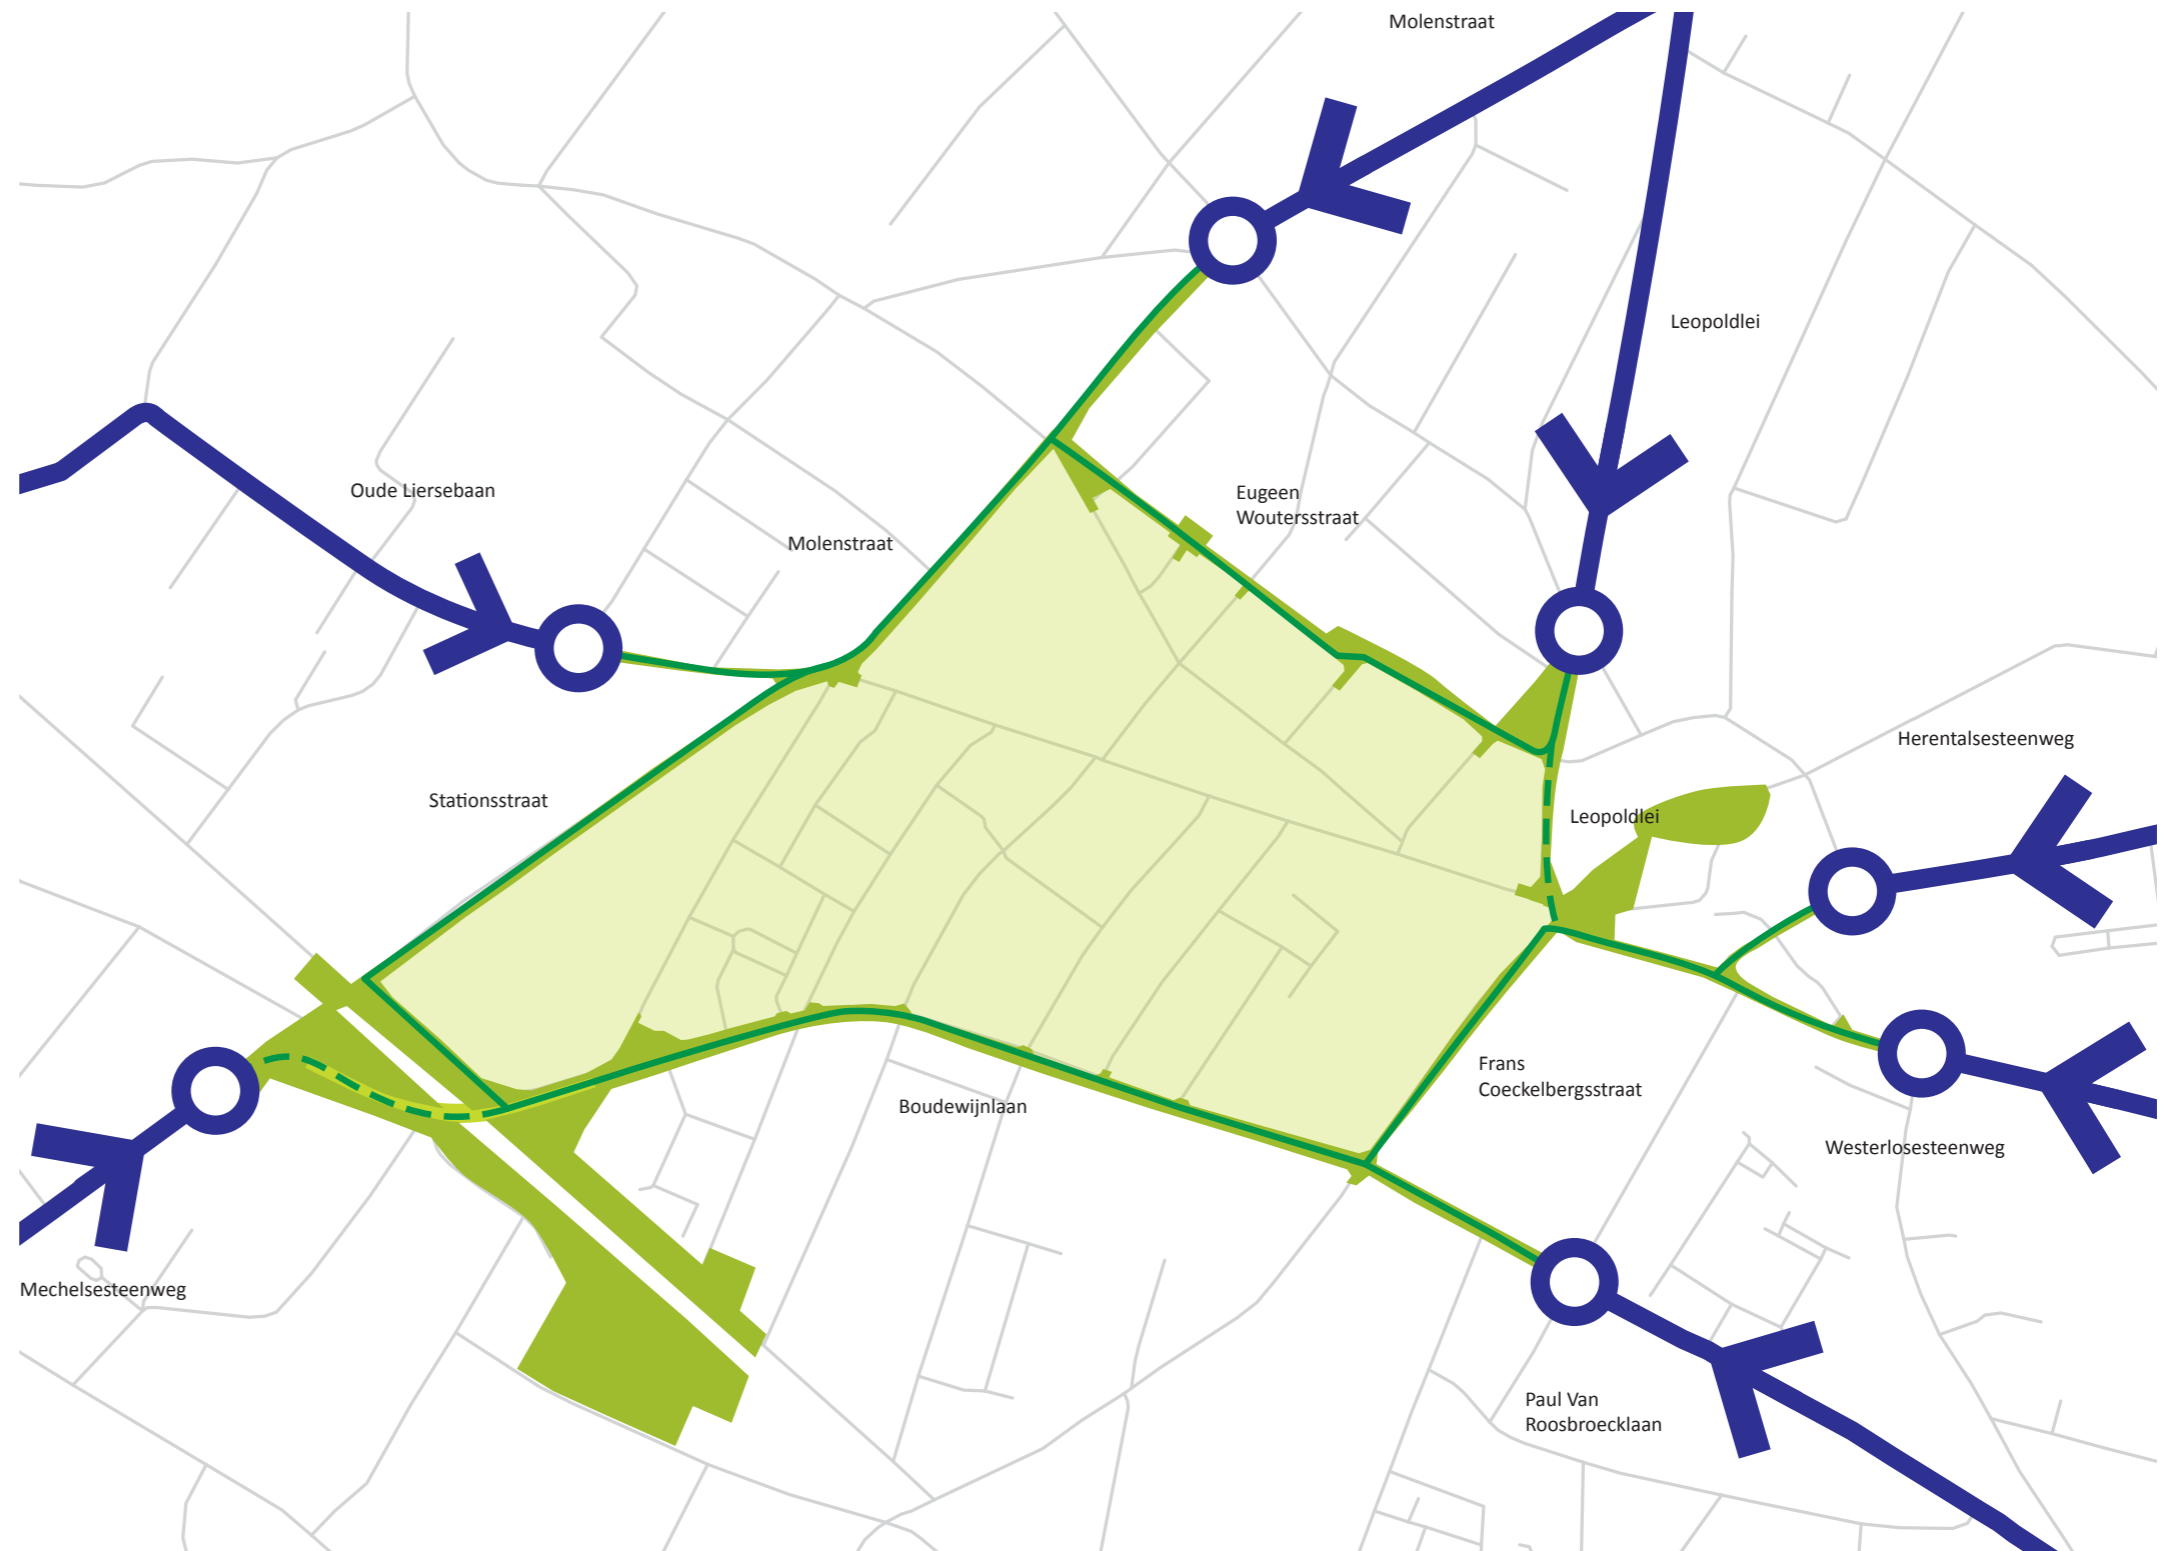 Molenstraat
Leopoldlei
Oude Liersebaan
Eugeen
Woutersstraat
Molenstraat
Herentalsesteenweg
Stationsstraat
Leopoldlei
Frans
Coeckelbergsstraat
Boudewijnlaan
Westerlosesteenweg
Mechelsesteenweg
Paul Van
Roosbroecklaan